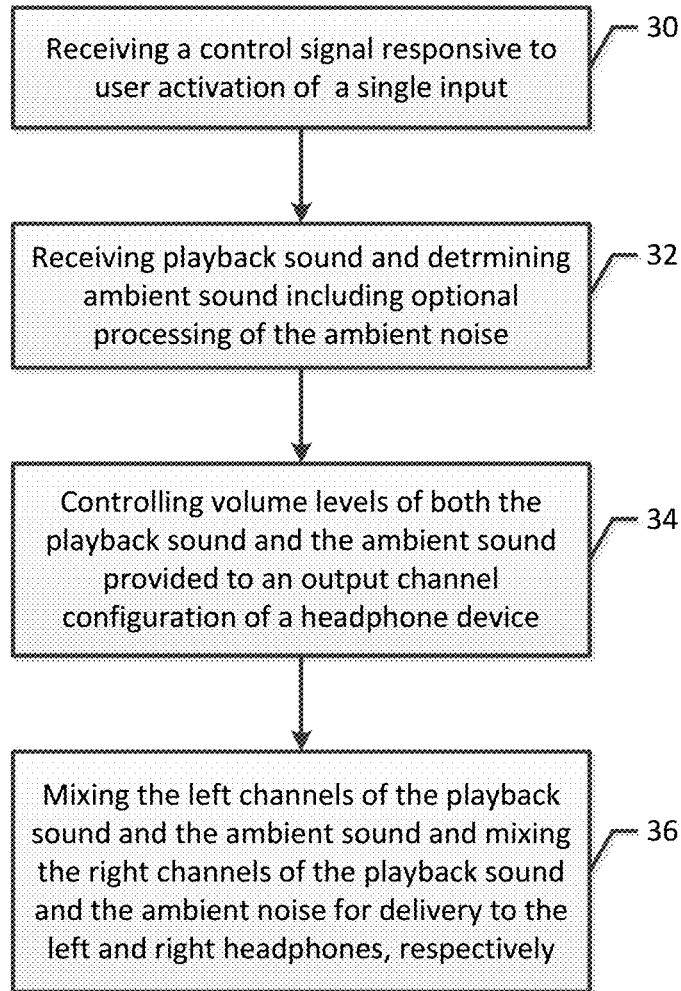 Receiving a control signal responsive to
user activation of a single input
30
Receiving playback sound and detrmining
ambient sound including optional
processing of the ambient noise
32
Controlling volume levels of both the
playback sound and the ambient sound
provided to an output channel
configuration of a headphone device
34
Mixing the left channels of the playback
sound and the ambient sound and mixing
the right channels of the playback sound
and the ambient noise for delivery to the
left and right headphones, respectively
36